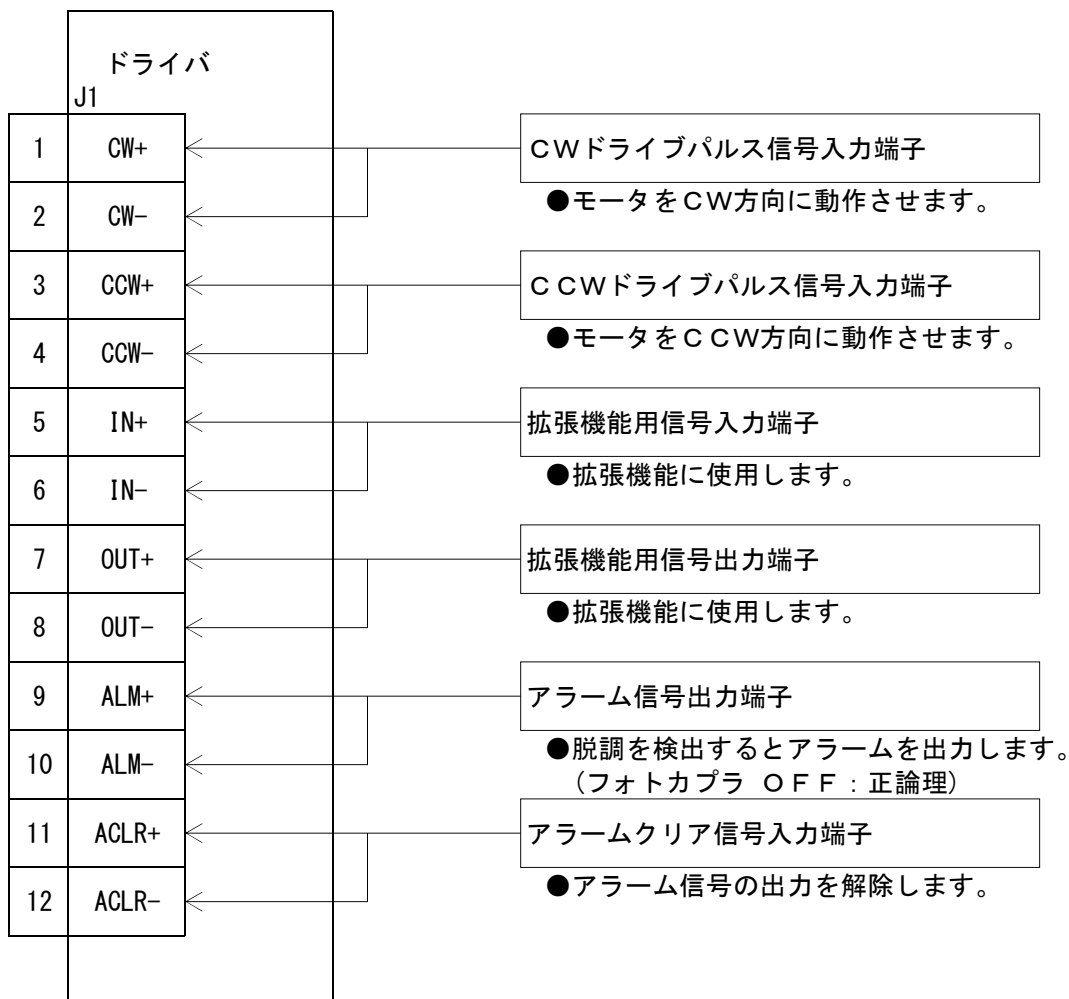 ドライバ
J1
1 CW+
CWドライブパルス信号入力端子
●モータをCW方向に動作させます。
2 CW-
3 CCW+
CCWドライブパルス信号入力端子
●モータをCCW方向に動作させます。
4 CCW-
5 IN+
拡張機能用信号入力端子
●拡張機能に使用します。
6 IN-
7 OUT+
拡張機能用信号出力端子
●拡張機能に使用します。
8 OUT-
9 ALM+
アラーム信号出力端子
●脱調を検出するとアラームを出力します。
10 ALM-
(フォトカプラ OFF:正論理)
11 ACLR+
アラームクリア信号入力端子
●アラーム信号の出力を解除します。
12 ACLR-